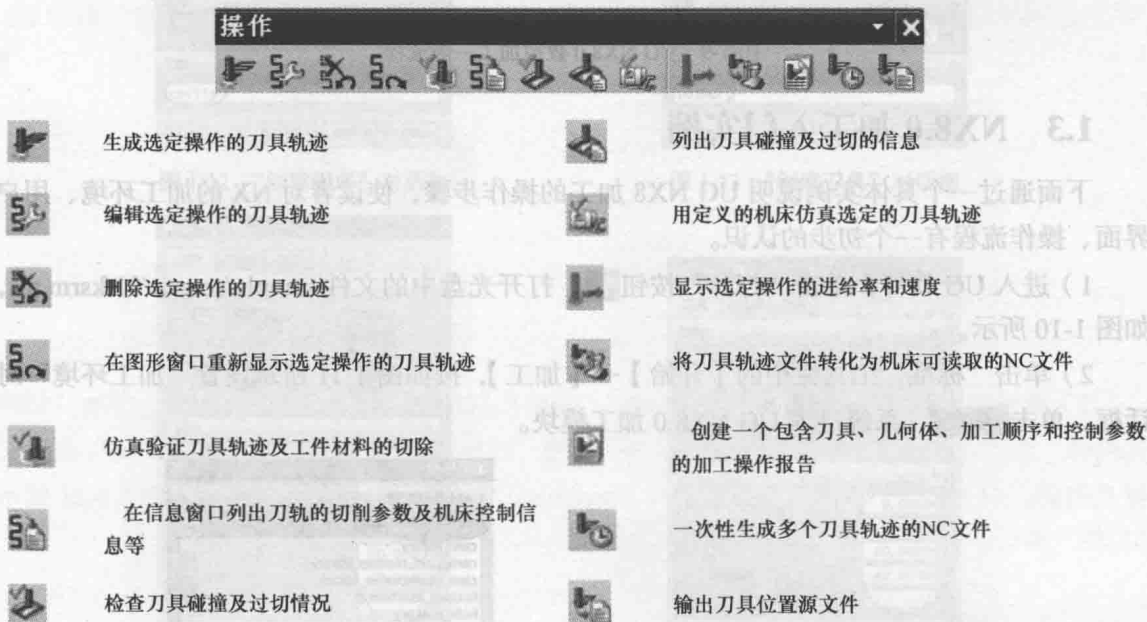 操作
生成选定操作的刀具轨迹
编辑选定操作的刀具轨迹
删除选定操作的刀具轨迹
在图形窗口重新显示选定操作的刀具轨迹
仿真验证刀具轨迹及工件材料的切除
在信息窗口列出刀轨的切削参数及机床控制信
息等
检查刀具碰撞及过切情况
列出刀具碰撞及过切的信息
用定义的机床仿真选定的刀具轨迹
显示选定操作的进给率和速度
将刀具轨迹文件转化为机床可读取的NC文件
创建一个包含刀具、几何体、加工顺序和控制参数
的加工操作报告
一次性生成多个刀具轨迹的NC文件
输出刀具位置源文件